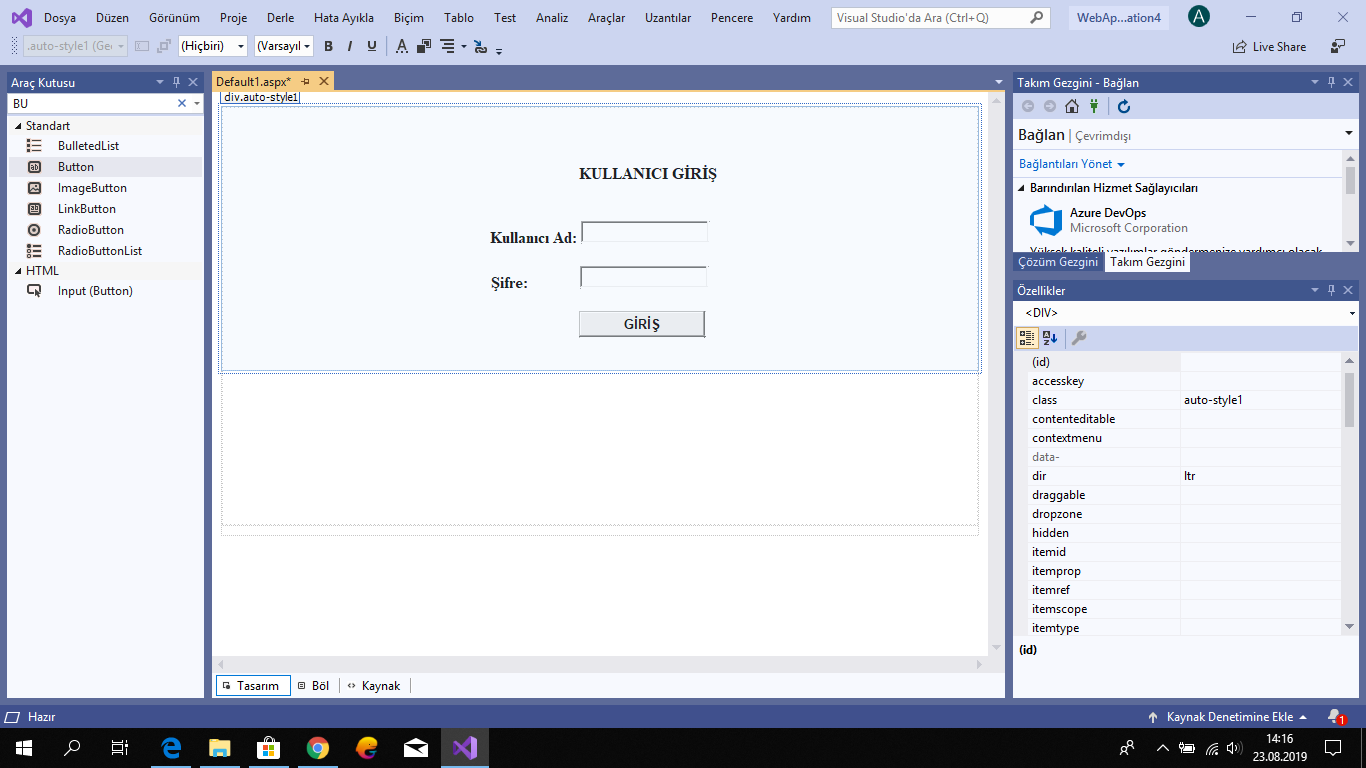 Dosya Düzen Görünüm Proje Derle Hata Ayıkla Biçim Tablo Test Analiz Araçlar Uzantılar Pencere Yardım Visual Studio'da Ara (Ctrl+Q) WebAp...ation4 A
.auto-style1 (Ge (Hiçbiri) (Varsayıl B I U A Live Share
Araç Kutusu
BU
Standart
BulletedList
Button
ImageButton
LinkButton
RadioButton
RadioButtonList
HTML
Input (Button)
Default1.aspx*
div.auto-style1
KULLANICI GİRİŞ
Kullanıcı Ad:
Şifre:
GİRİŞ
Tasarım Böl Kaynak
Takım Gezgini - Bağlan
Bağlan | Çevrimdışı
Bağlantıları Yönet
Barındırılan Hizmet Sağlayıcıları
Azure DevOps
Microsoft Corporation
Yüksek kaliteli yazılımlar göndermenize yardımcı olacak
Çözüm Gezgini Takım Gezgini
Özellikler
<DIV>
(id)
accesskey
class auto-style1
contenteditable
contextmenu
data-
dir ltr
draggable
dropzone
hidden
itemid
itemprop
itemref
itemscope
itemtype
(id)
Hazır Kaynak Denetimine Ekle 1
14:16
23.08.2019